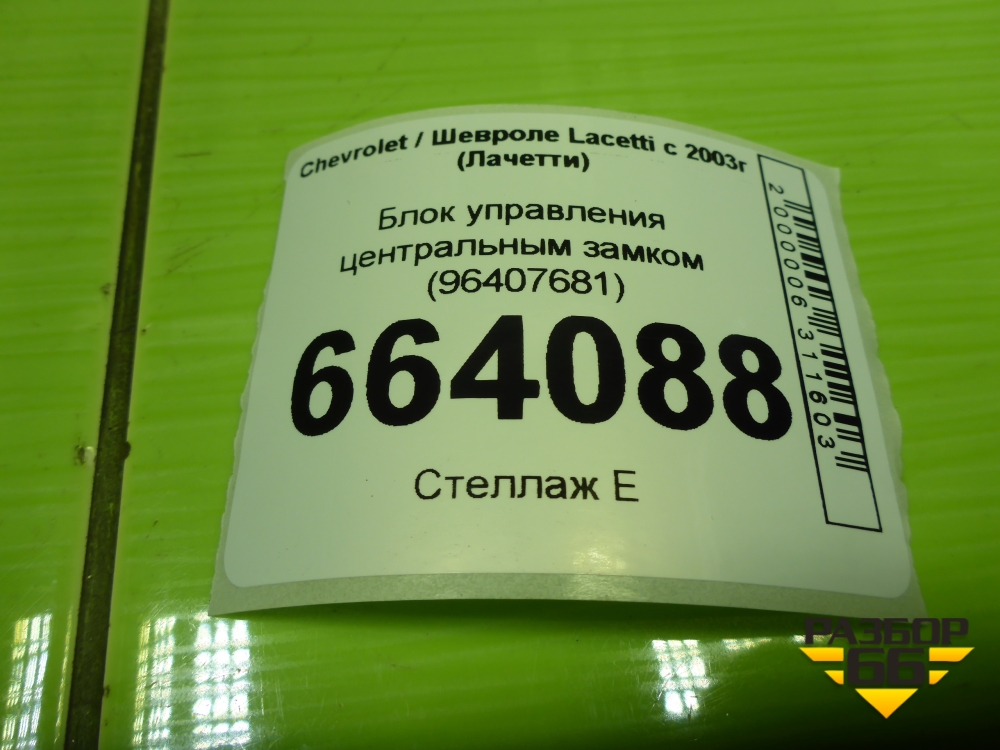 Chevrolet / Шевроле Lacetti с 2003г
(Лачетти)
Блок управления
центральным замком
(96407681)
664088
Стеллаж Е
2000006311603
РАЗБОР
66